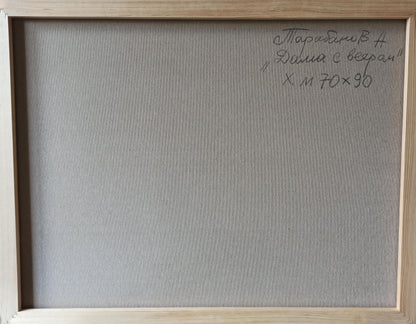 Тарабанов А
„Дама с веером"
Х м 70×90